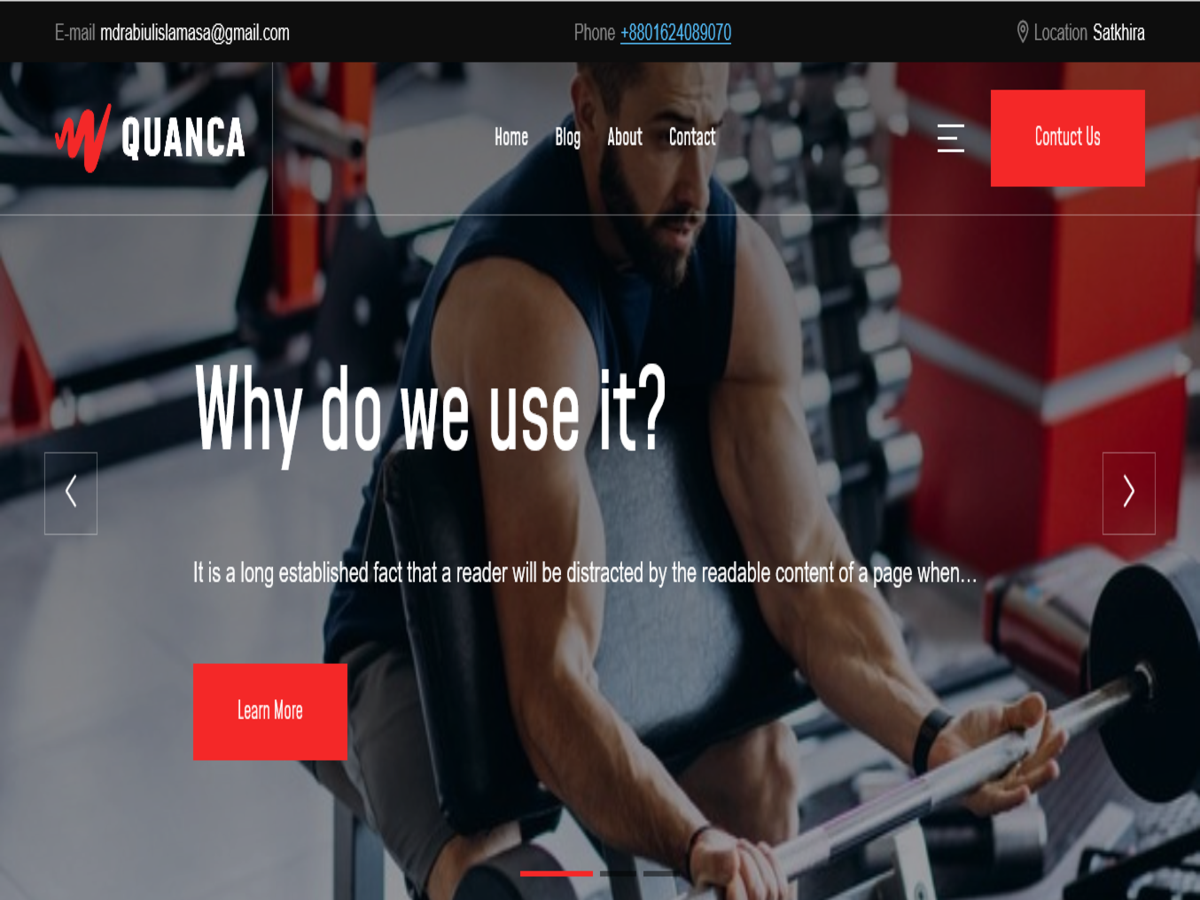 E-mail mdrabiulislamasa@gmail.com
Phone +8801624089070
Location Satkhira
QUANCA
Home Blog About Contact
Contuct Us
Why do we use it?
It is a long established fact that a reader will be distracted by the readable content of a page when…
Learn More